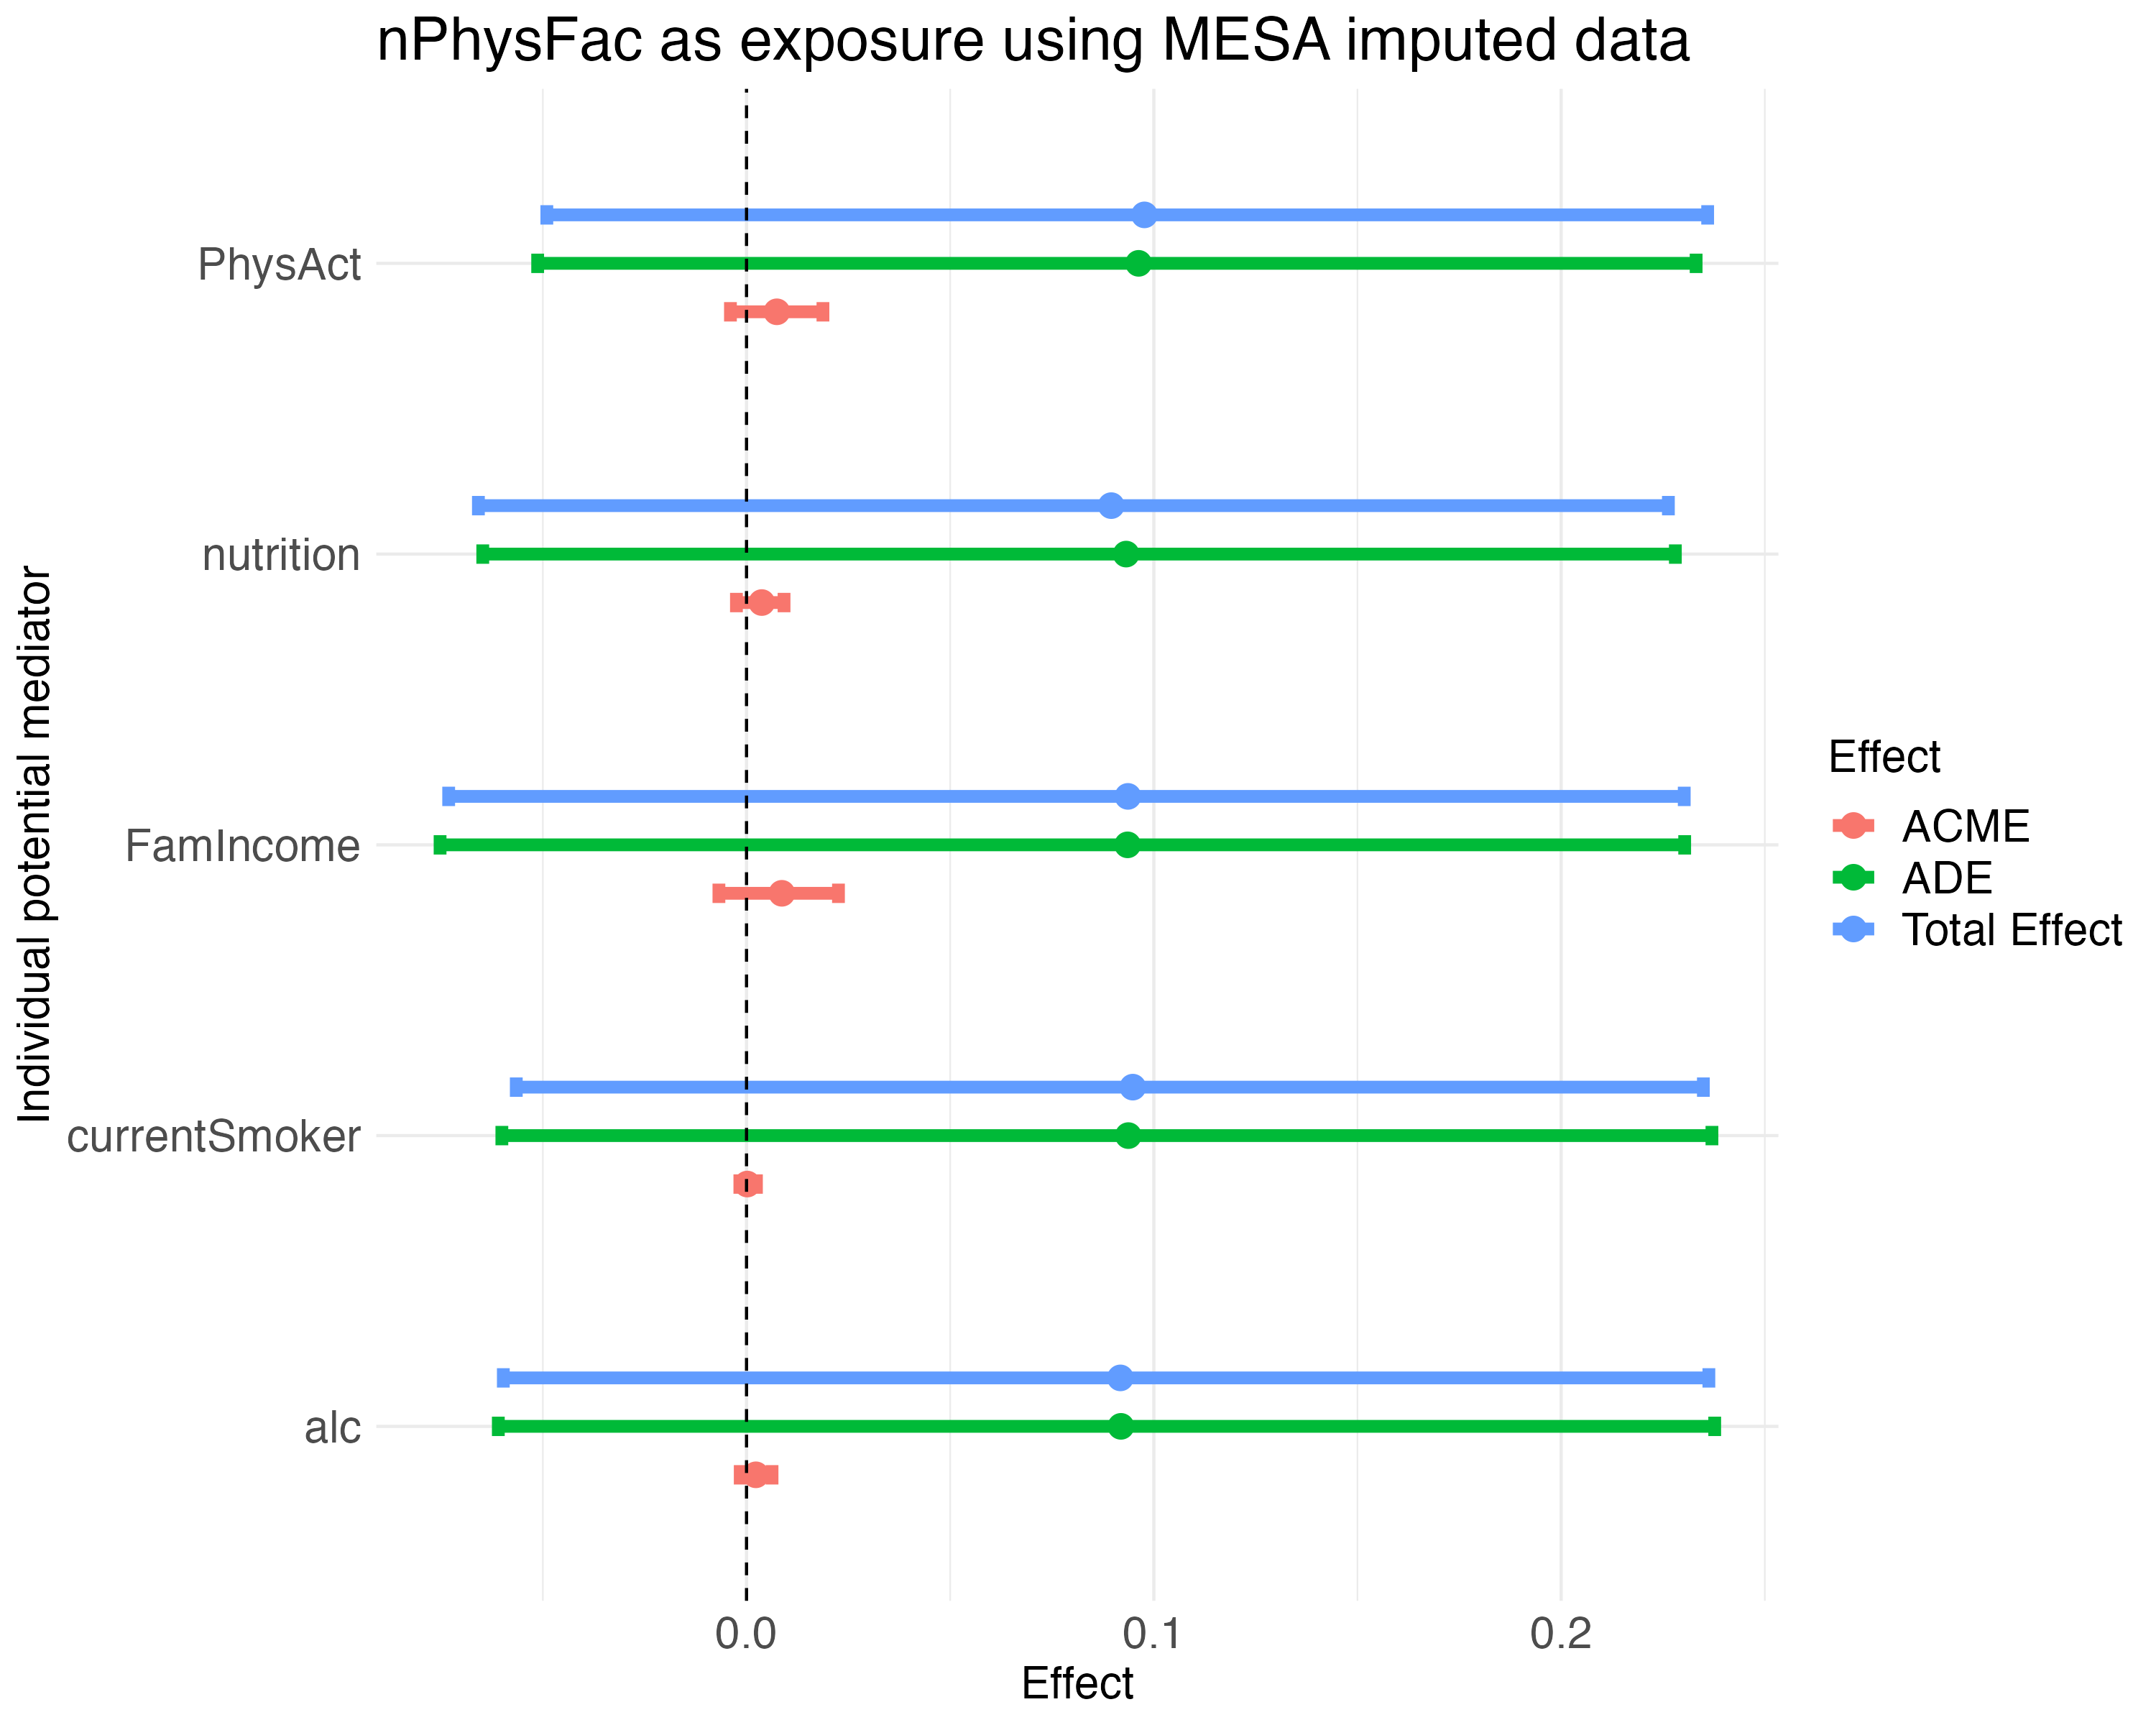 nPhysFac as exposure using MESA imputed data
Individual potential mediator
PhysAct
nutrition
FamIncome
currentSmoker
alc
0.0
0.1
0.2
Effect
Effect
ACME
ADE
Total Effect